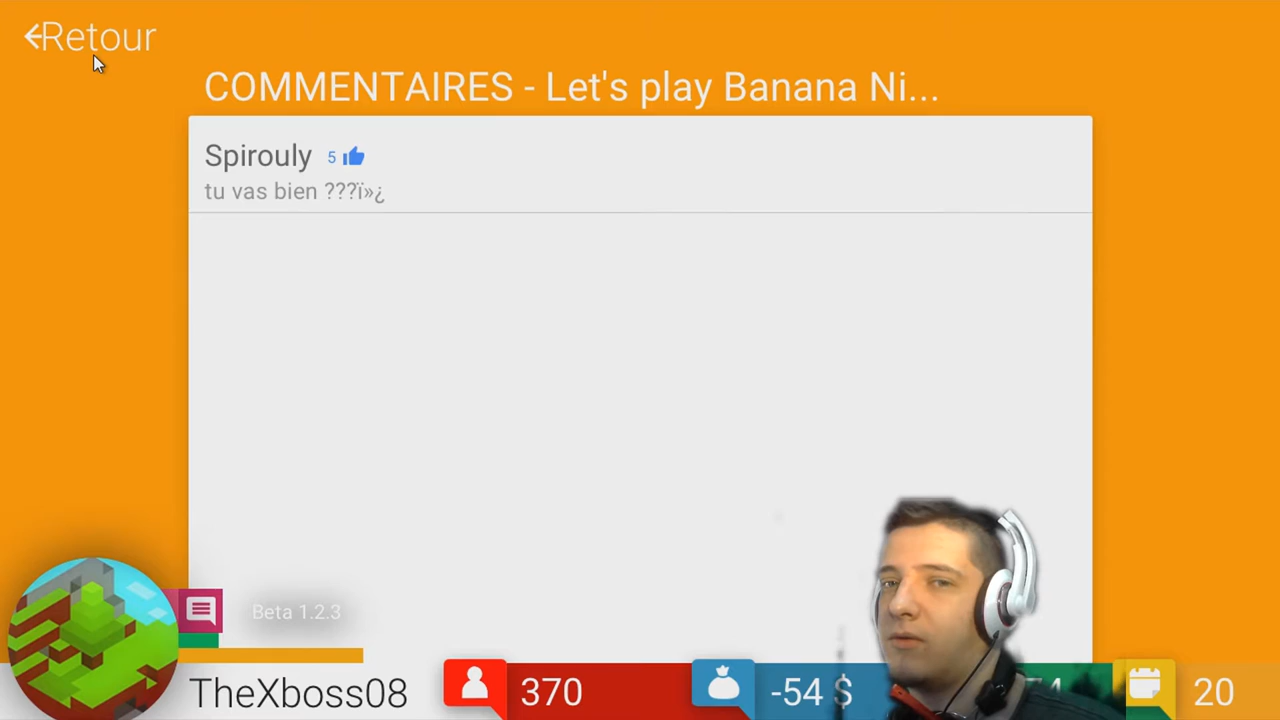 Retour
COMMENTAIRES - Let's play Banana Ni...
Spirouly 5
tu vas bien ???ï»¿
Beta 1.2.3
TheXboss08 370 -54 $ 20